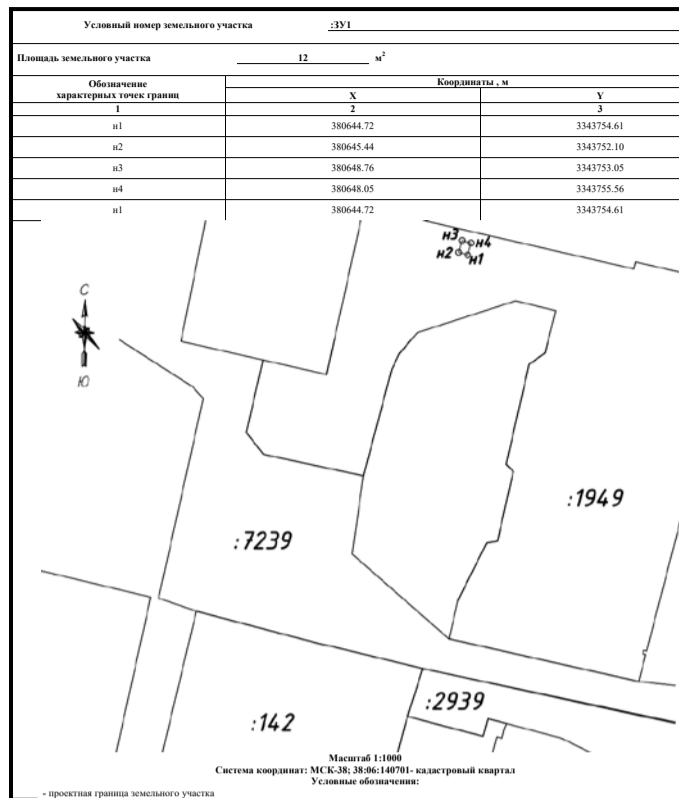 Условный номер земельного участка :ЗУ1
Площадь земельного участка 12 м²
Обозначение характерных точек границ Координаты , м
X Y
1 2 3
н1 380644.72 3343754.61
н2 380645.44 3343752.10
н3 380648.76 3343753.05
н4 380648.05 3343755.56
н1 380644.72 3343754.61
н3 н4
н2 н1
С
Ю
:1949
:7239
:2939
:142
Масштаб 1:1000
Система координат: МСК-38; 38:06:140701- кадастровый квартал
Условные обозначения:
- проектная граница земельного участка